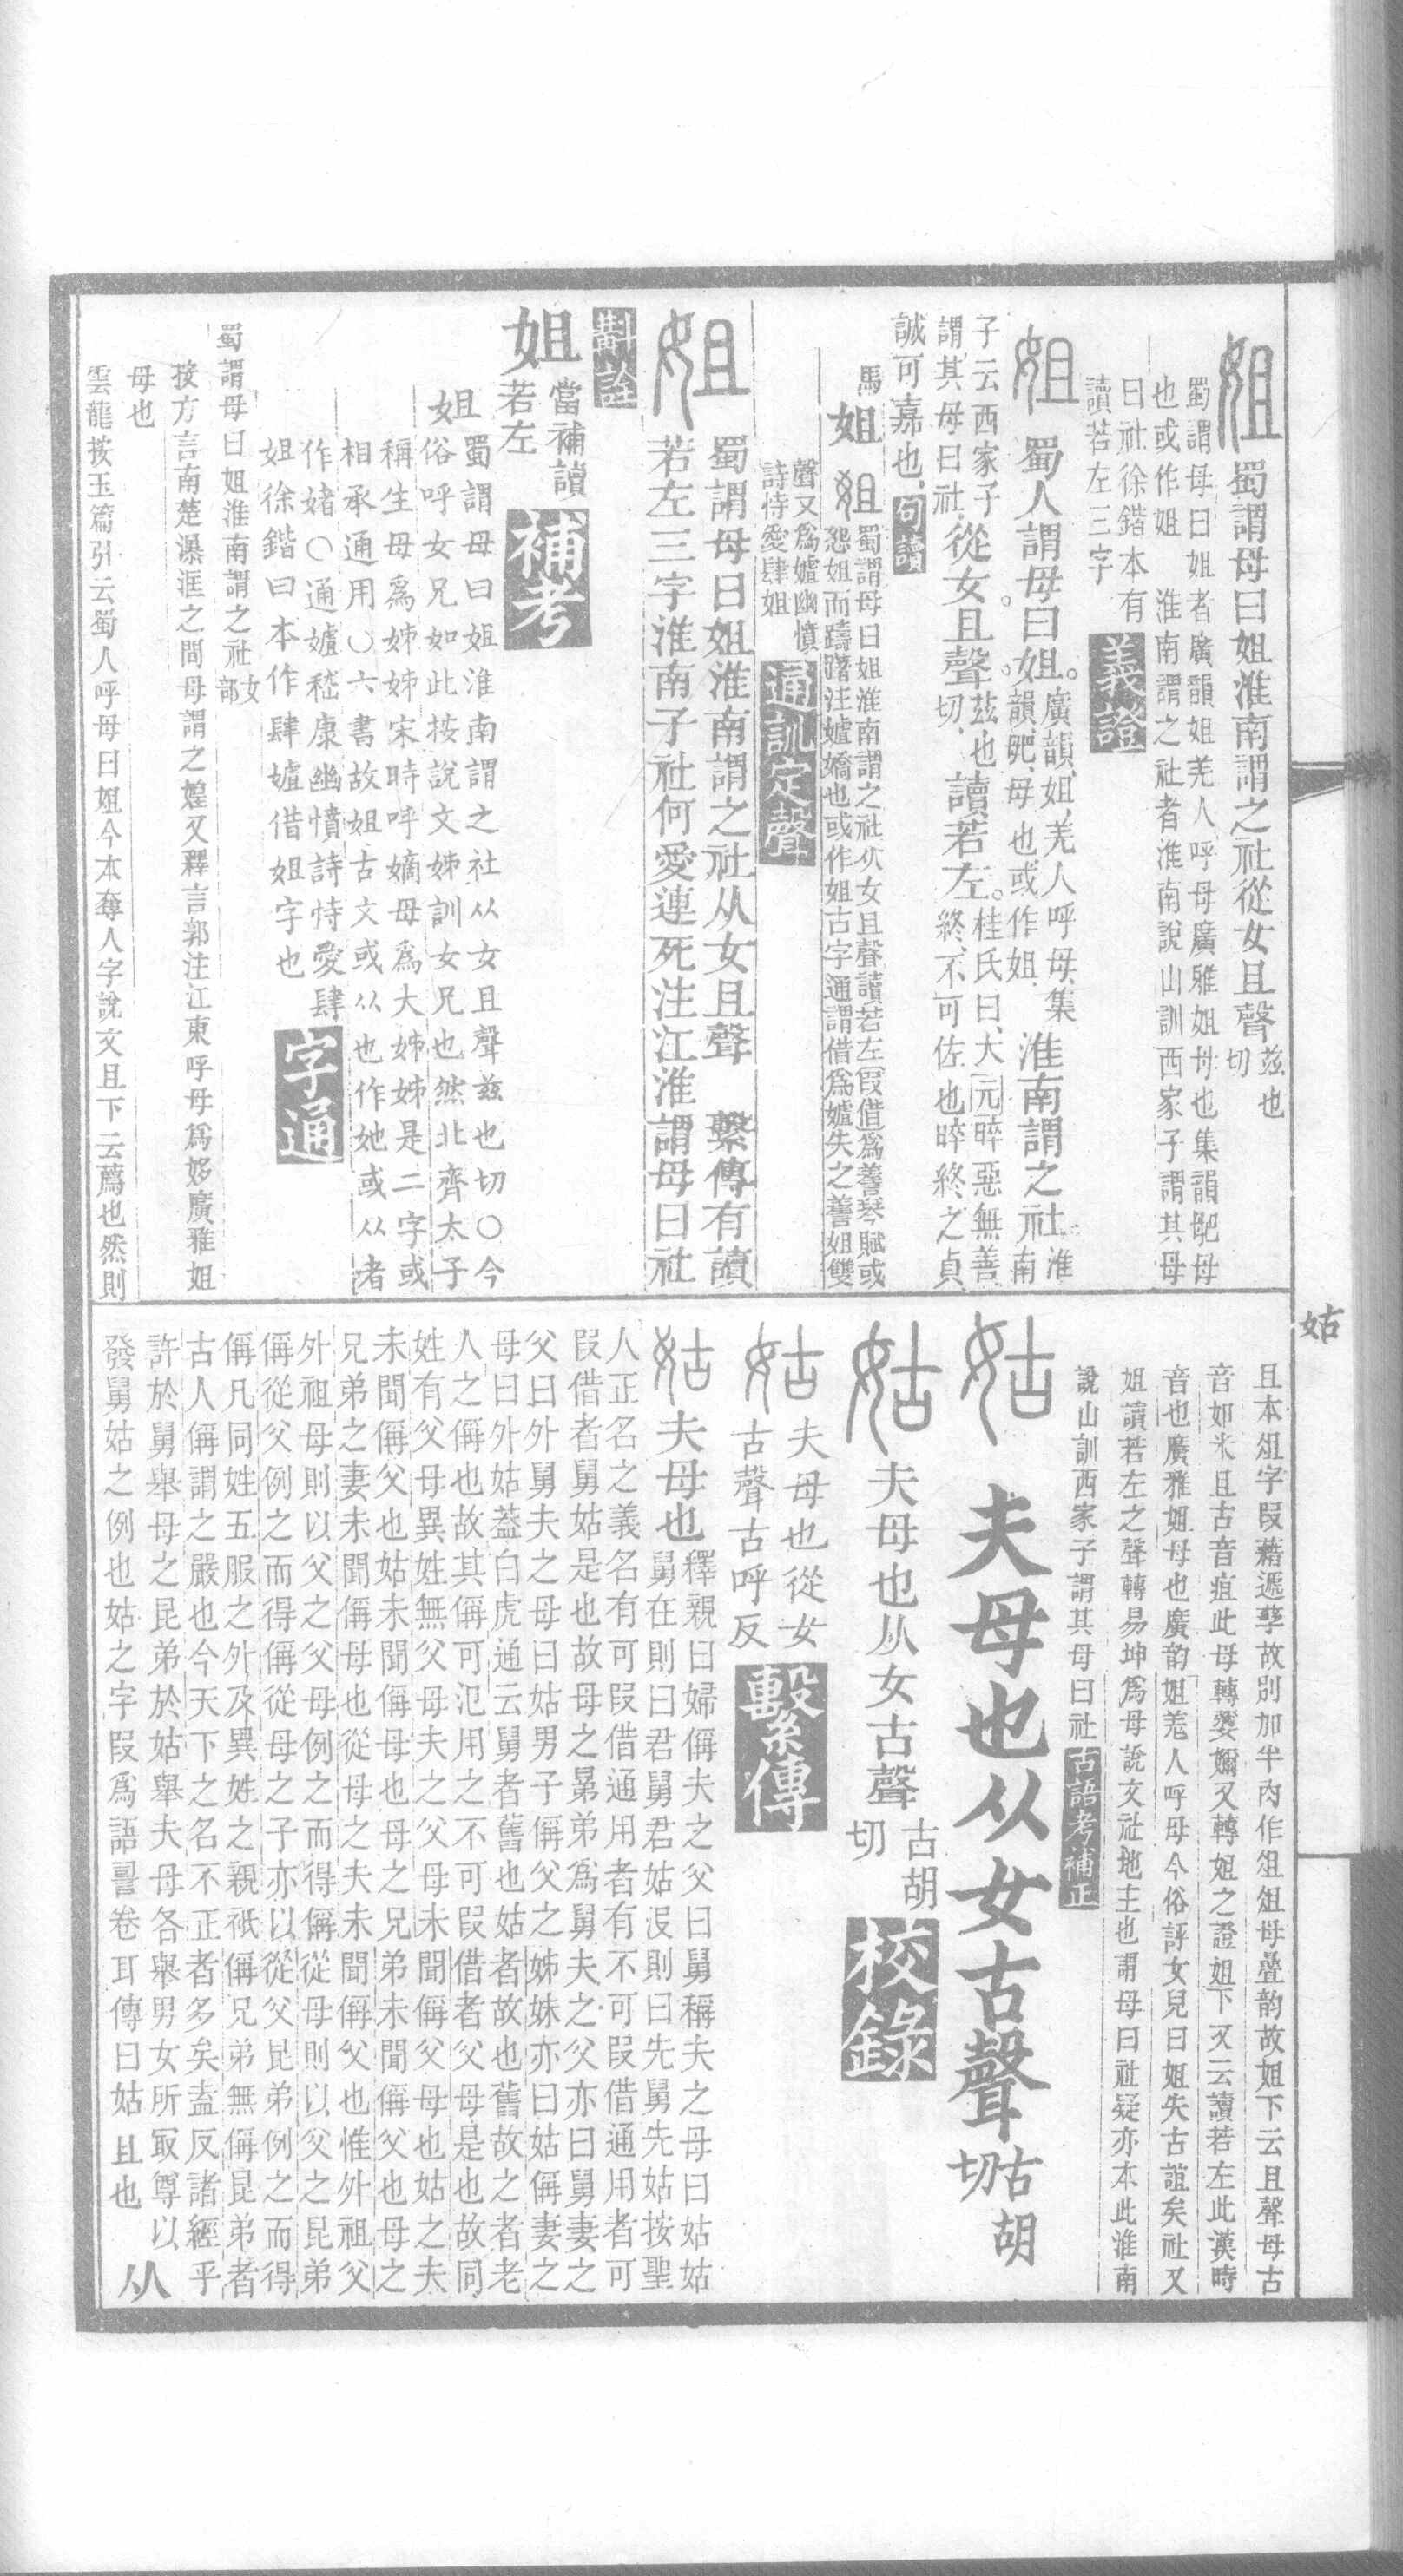 姐蜀謂母曰姐淮南謂之社從女且聲茲也切
蜀謂母曰姐者廣韻姐羌人呼母廣雅姐母也集韻毑母
也或作姐 淮南謂之社者淮南說山訓西家子謂其母
曰社徐鍇本有
讀若左三字
義證
姐蜀人謂母曰姐。廣韻、姐、羌人呼母、集韻、毑、母也或作姐、淮南謂之社淮南
子云西家子謂其母曰社、從女且聲茲也切、讀若左。桂氏曰、大元晬惡無善終、不可佐也晬終之貞
誠可嘉也、
句讀
馬
姐姐蜀謂母曰姐淮南謂之社从女且聲讀若左叚借爲善琴賦或
怨姐而躊躇注嫭嬌也或作姐古字通謂借爲嫭失之善姐雙
聲又爲嫭幽憤
詩恃愛肆姐
通訓定聲
姐蜀謂母曰姐淮南謂之社从女且聲 繫傳有讀
若左三字淮南子社何愛速死注江淮謂母曰社
斠詮
姐當補讀若左
補考
姐蜀謂母曰姐淮南謂之社从女且聲茲也切〇今
俗呼女兄如此按說文姊訓女兄也然北齊太子
稱生母爲姊姊宋時呼嫡母爲大姊姊是二字或
相承通用〇六書故姐古文或从也作她或从者
作媎〇通嫭嵇康幽憤詩恃愛肆
姐徐鍇曰本作肆嫭借姐字也
字通
蜀謂母曰姐淮南謂之社女部
按方言南楚瀑洭之間母謂之媓又釋言郭注江東呼母爲㛋廣雅姐
母也
雲龍按玉篇引云蜀人呼母曰姐今本奪人字說文且下云薦也然則
姑
且本俎字叚藉遞孳故別加半肉作俎俎母疊韵故姐下云且聲母古
音如米且古音疽此母轉嬭又轉姐之證姐下又云讀若左此漢時
音也廣雅姐母也廣韵姐羌人呼母今俗評女兄曰姐失古誼矣社又
姐讀若左之聲轉易坤爲母說文社地主也謂母曰社疑亦本此淮南
說山訓西家子謂其母曰社
古語考補正
姑夫母也从女古聲古胡切
姑夫母也从女古聲古胡切
校錄
姑夫母也從女古聲古呼反
繫傳
姑夫母也釋親曰婦偁夫之父曰舅稱夫之母曰姑姑
舅在則曰君舅君姑沒則曰先舅先姑按聖
人正名之義名有可叚借通用者有不可叚借通用者可
叚借者舅姑是也故母之晜弟爲舅夫之父亦曰舅妻之
父曰外舅夫之母曰姑男子偁父之姊妹亦曰姑偁妻之
母曰外姑葢白虎通云舅者舊也姑者故也舊故之者老
人之偁也故其偁可氾用之不可叚借者父母是也故同
姓有父母異姓無父母夫之父母未聞偁父母也姑之夫
未聞偁父也姑未聞偁母也母之兄弟未聞偁父也母之
兄弟之妻未聞偁母也從母之夫未聞偁父也惟外祖父
外祖母則以父之父母例之而得偁從母則以父之昆弟
偁從父例之而得偁從母之子亦以從父昆弟例之而得
偁凡同姓五服之外及異姓之親祇偁兄弟無偁昆弟者
古人偁謂之嚴也今天下之名不正者多矣盍反諸經乎
許於舅舉母之昆弟於姑舉夫母各舉男女所冣尊以
發舅姑之例也姑之字叚爲語䛐卷耳傳曰姑且也 从